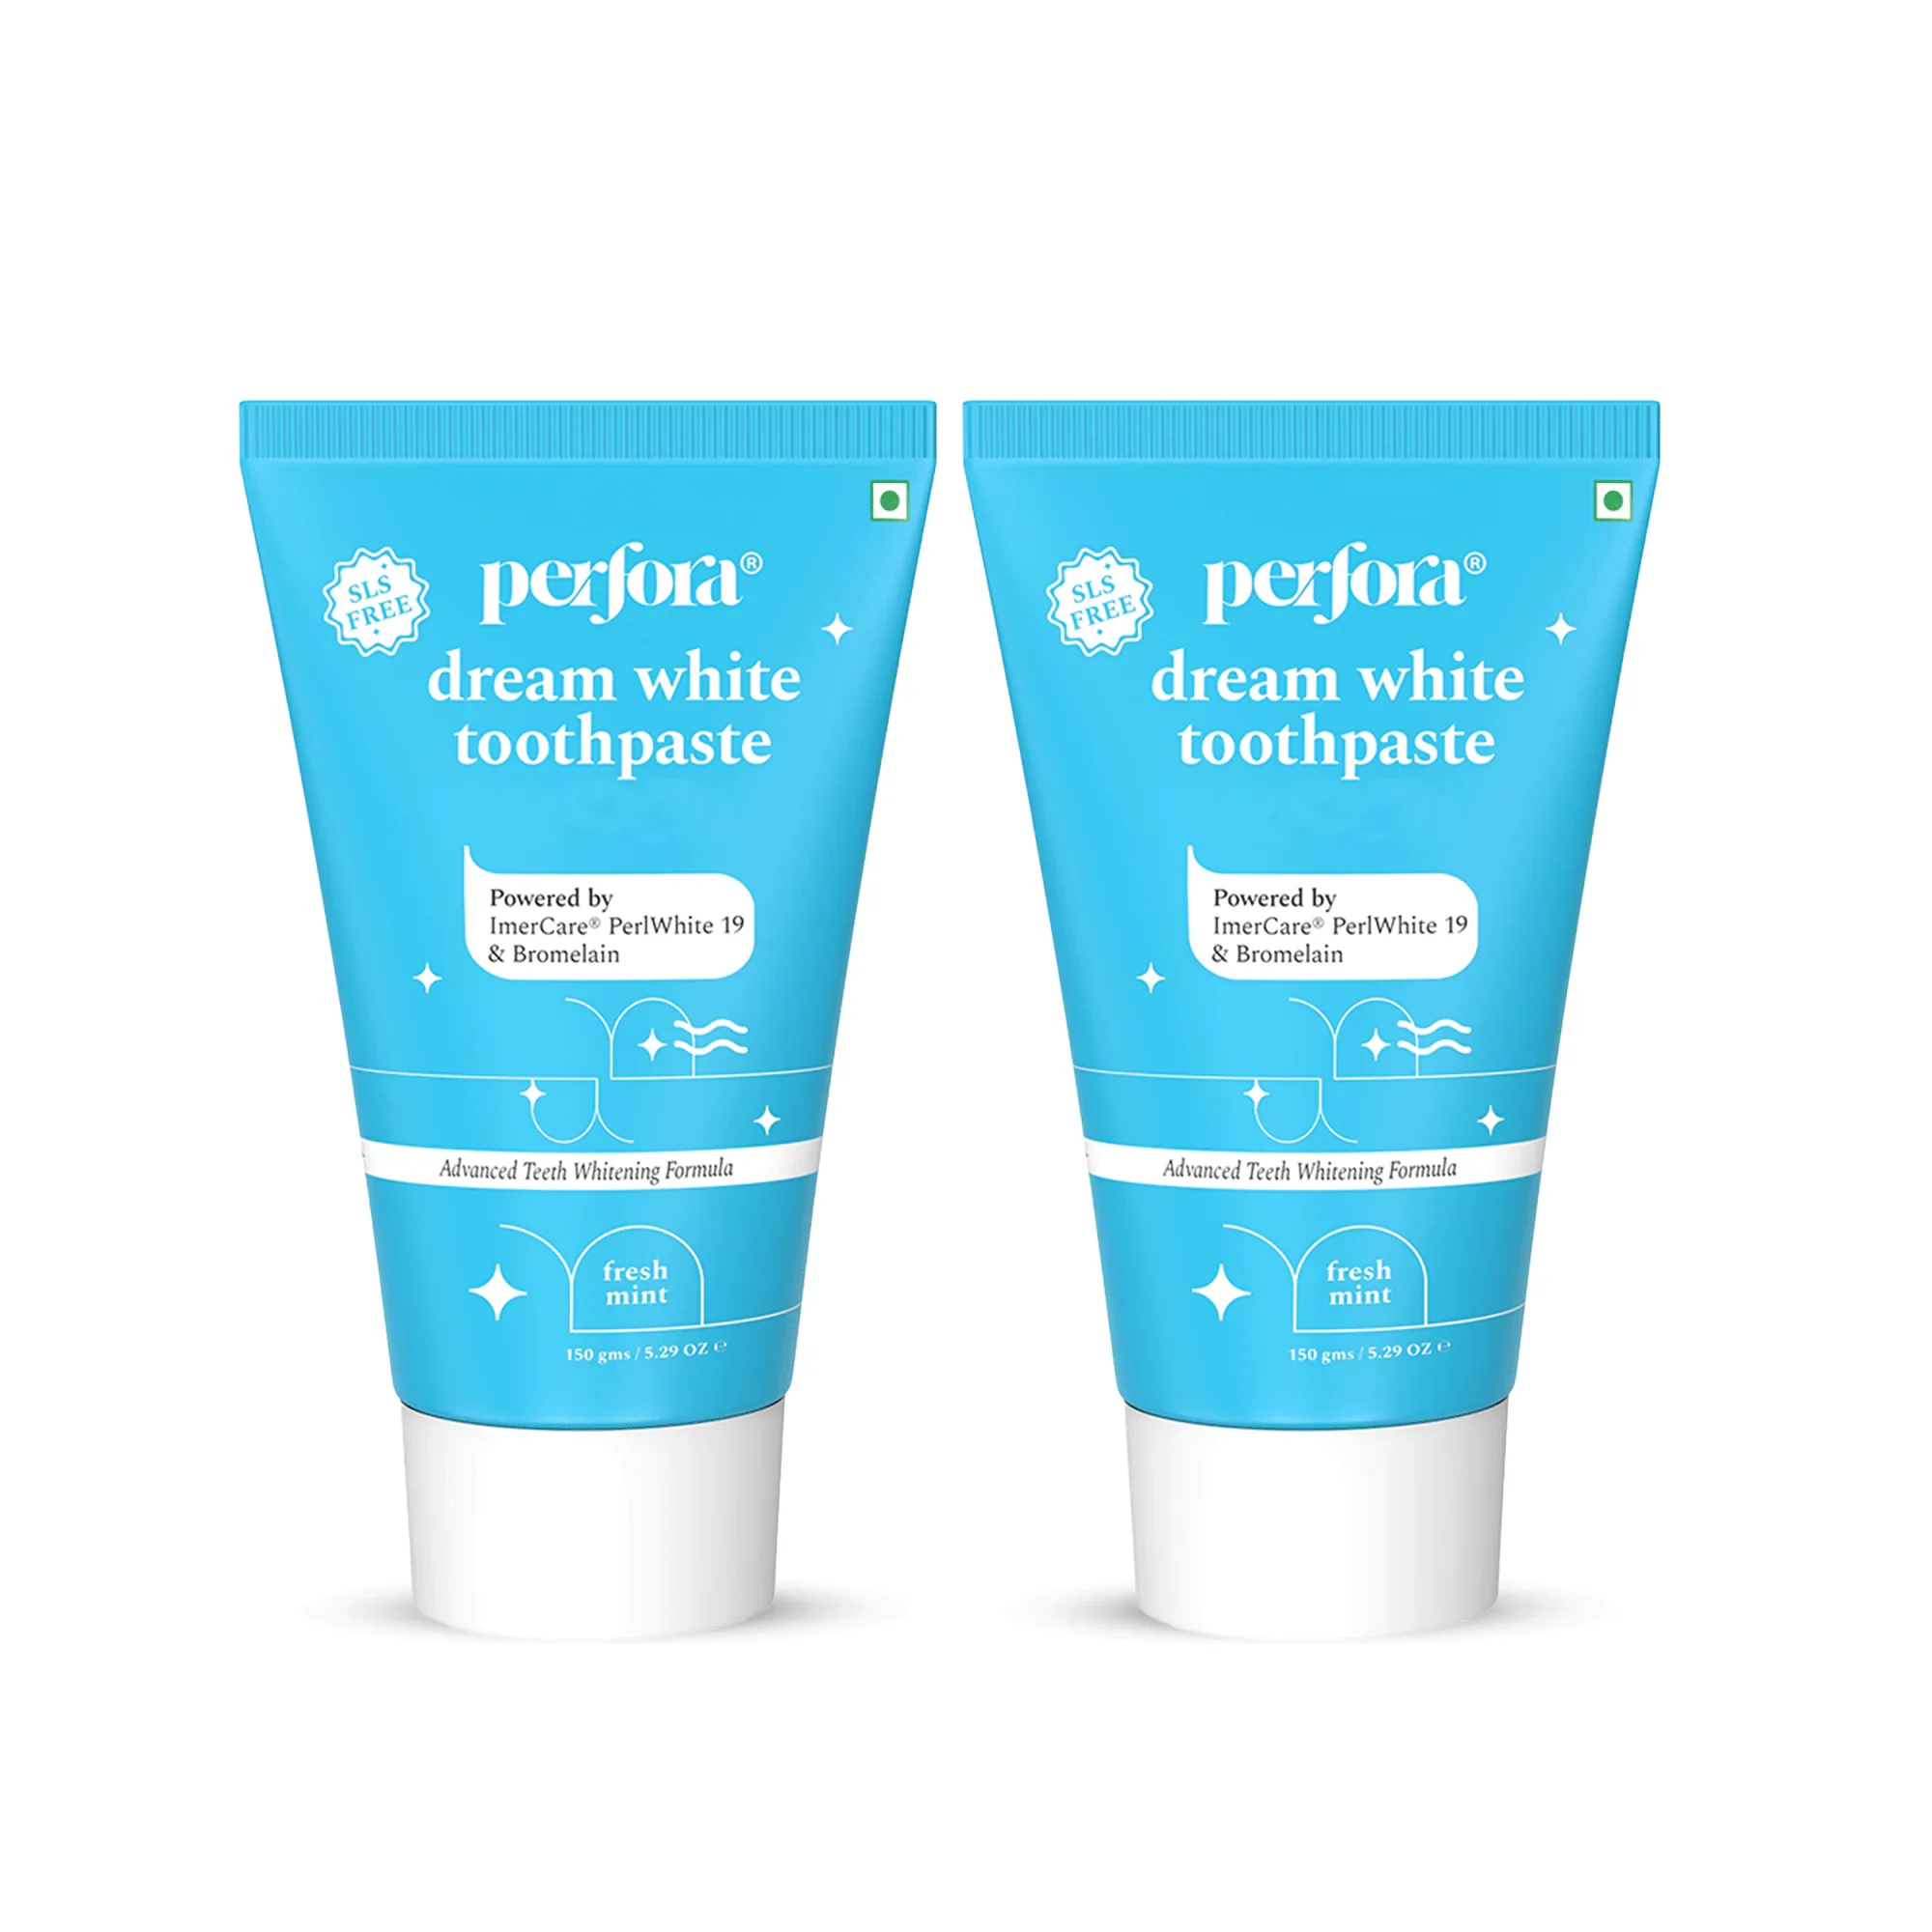 SLS
FREE
perfora®
dream white
toothpaste
Powered by
ImerCare® PerlWhite 19
& Bromelain
Advanced Teeth Whitening Formula
fresh
mint
150 gms / 5.29 OZ ℮
SLS
FREE
perfora®
dream white
toothpaste
Powered by
ImerCare® PerlWhite 19
& Bromelain
Advanced Teeth Whitening Formula
fresh
mint
150 gms / 5.29 OZ ℮